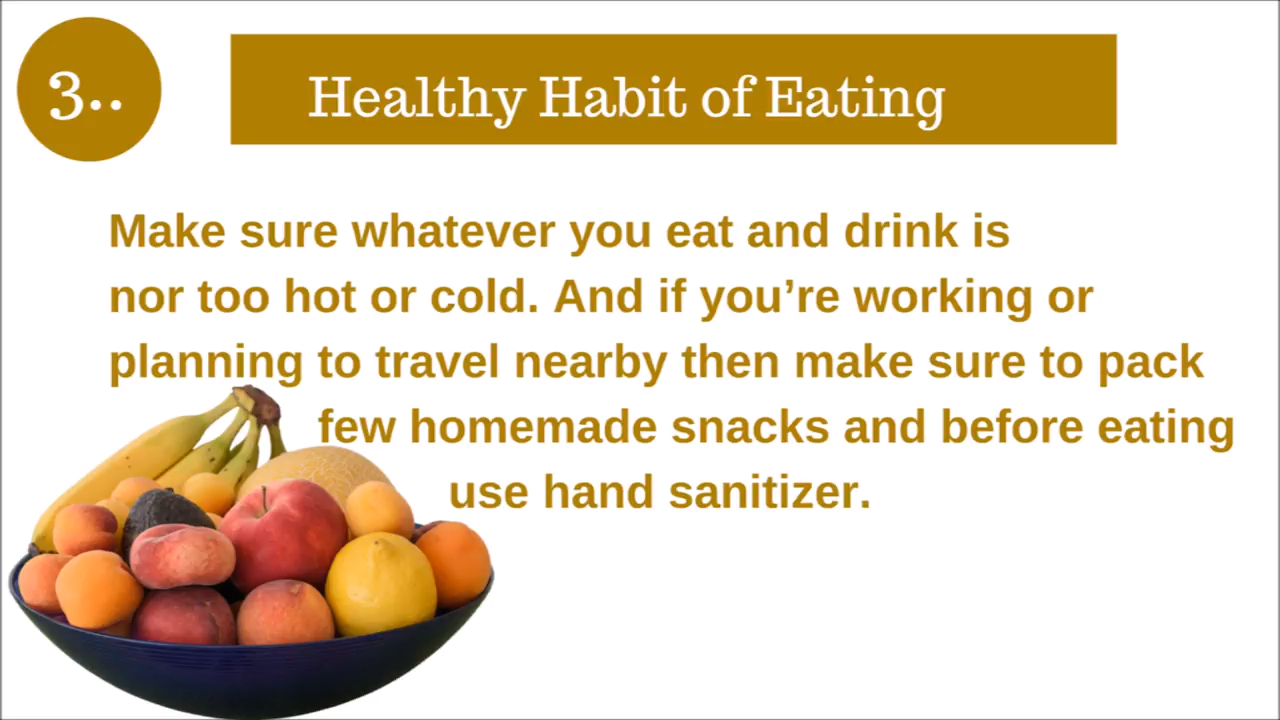 3..
Healthy Habit of Eating
Make sure whatever you eat and drink is
nor too hot or cold. And if you’re working or
planning to travel nearby then make sure to pack
few homemade snacks and before eating
use hand sanitizer.